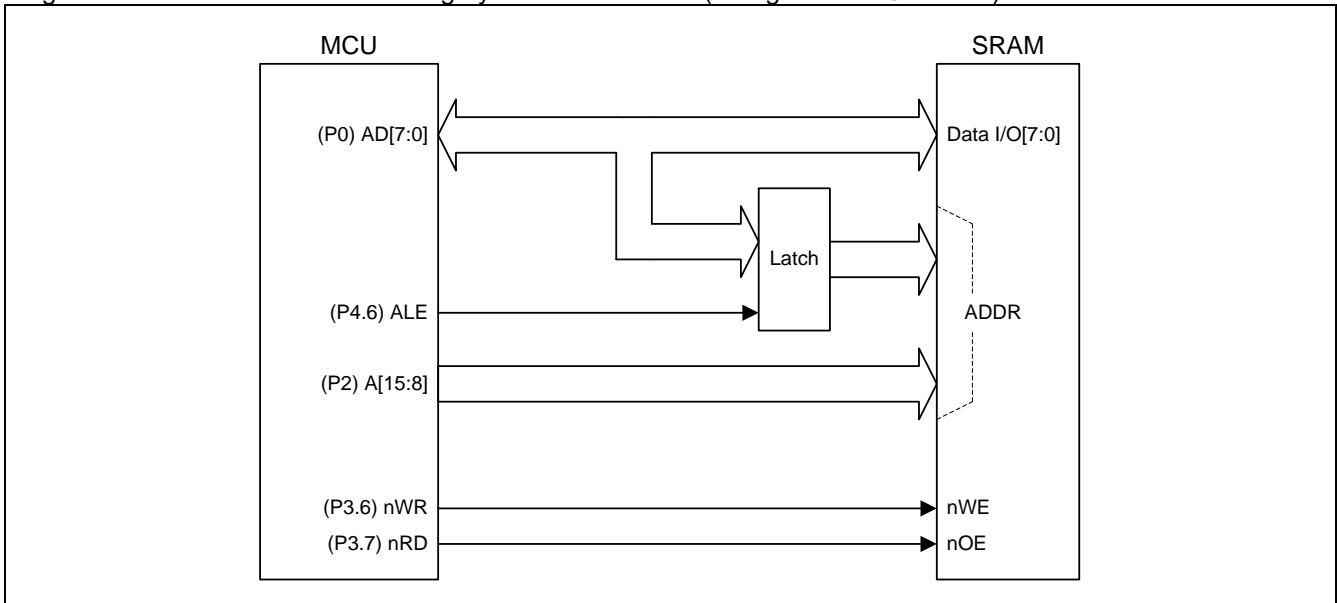 MCU SRAM
(P0) AD[7:0] Data I/O[7:0]
Latch
(P4.6) ALE ADDR
(P2) A[15:8]
(P3.6) nWR nWE
(P3.7) nRD nOE